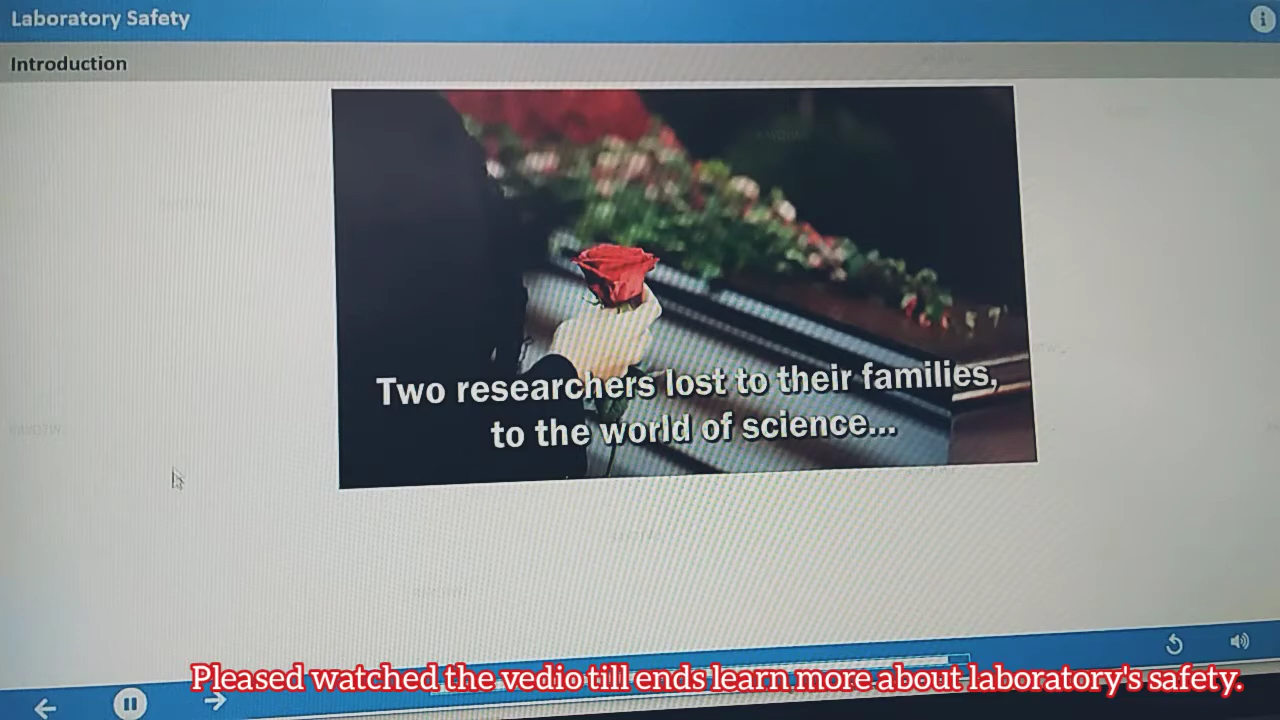 Laboratory Safety
Introduction
Two researchers lost to their families,
to the world of science...
Pleased watched the vedio till ends learn more about laboratory's safety.